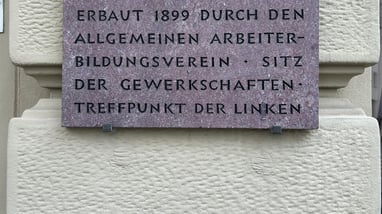 ERBAUT 1899 DURCH DEN
ALLGEMEINEN ARBEITER-
BILDUNGSVEREIN · SITZ
DER GEWERKSCHAFTEN ·
TREFFPUNKT DER LINKEN